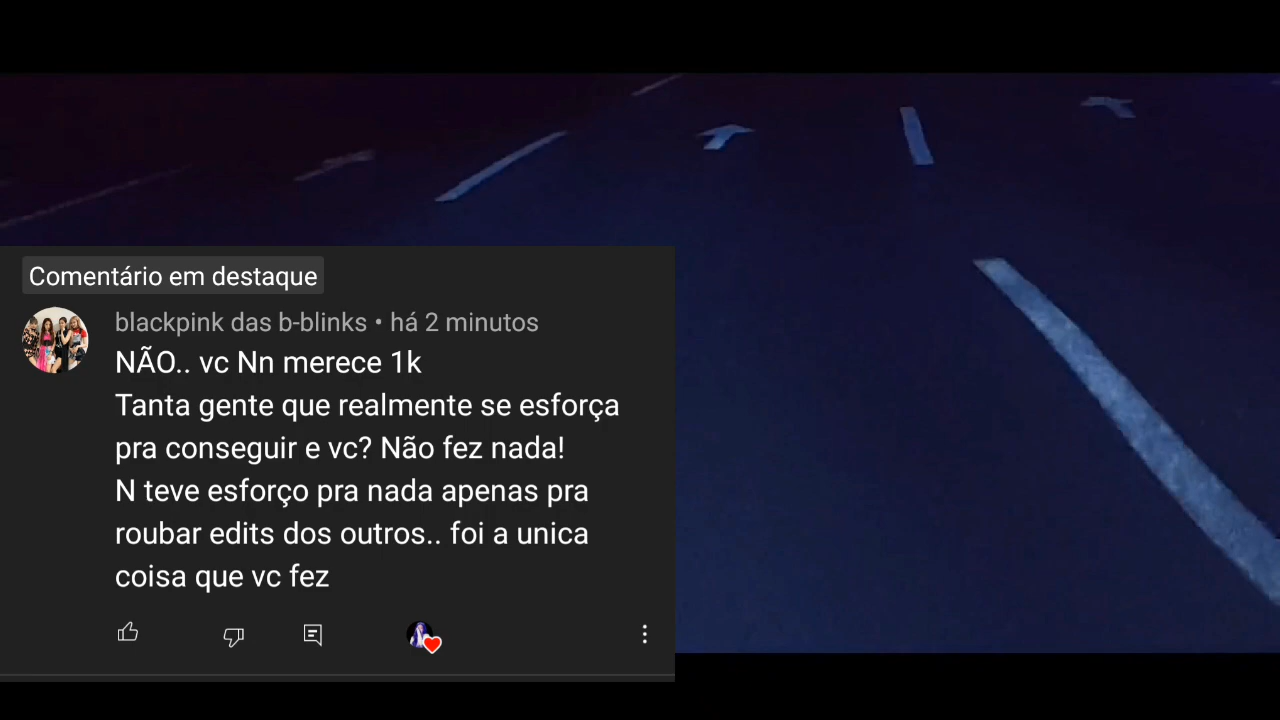 Comentário em destaque
blackpink das b-blinks • há 2 minutos
NÃO.. vc Nn merece 1k
Tanta gente que realmente se esforça
pra conseguir e vc? Não fez nada!
N teve esforço pra nada apenas pra
roubar edits dos outros.. foi a unica
coisa que vc fez